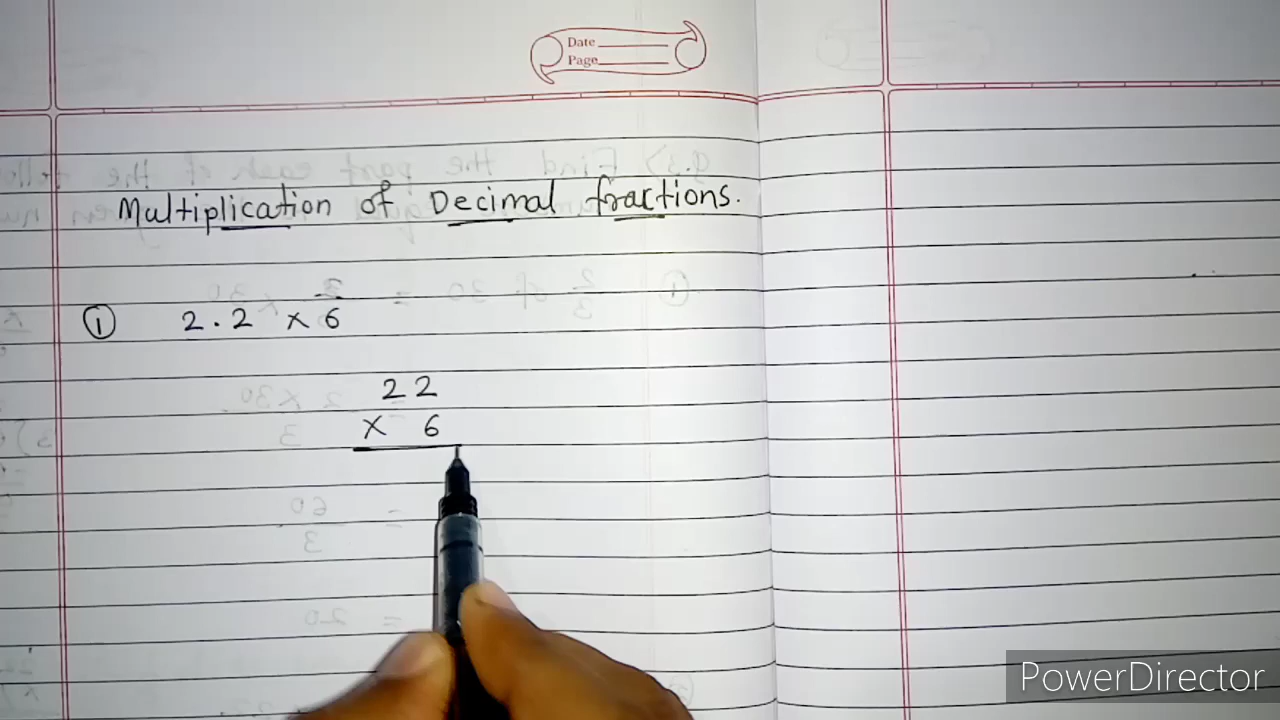 Date
Page
Multiplication of Decimal fractions.
1 2.2 × 6
22
× 6
PowerDirector